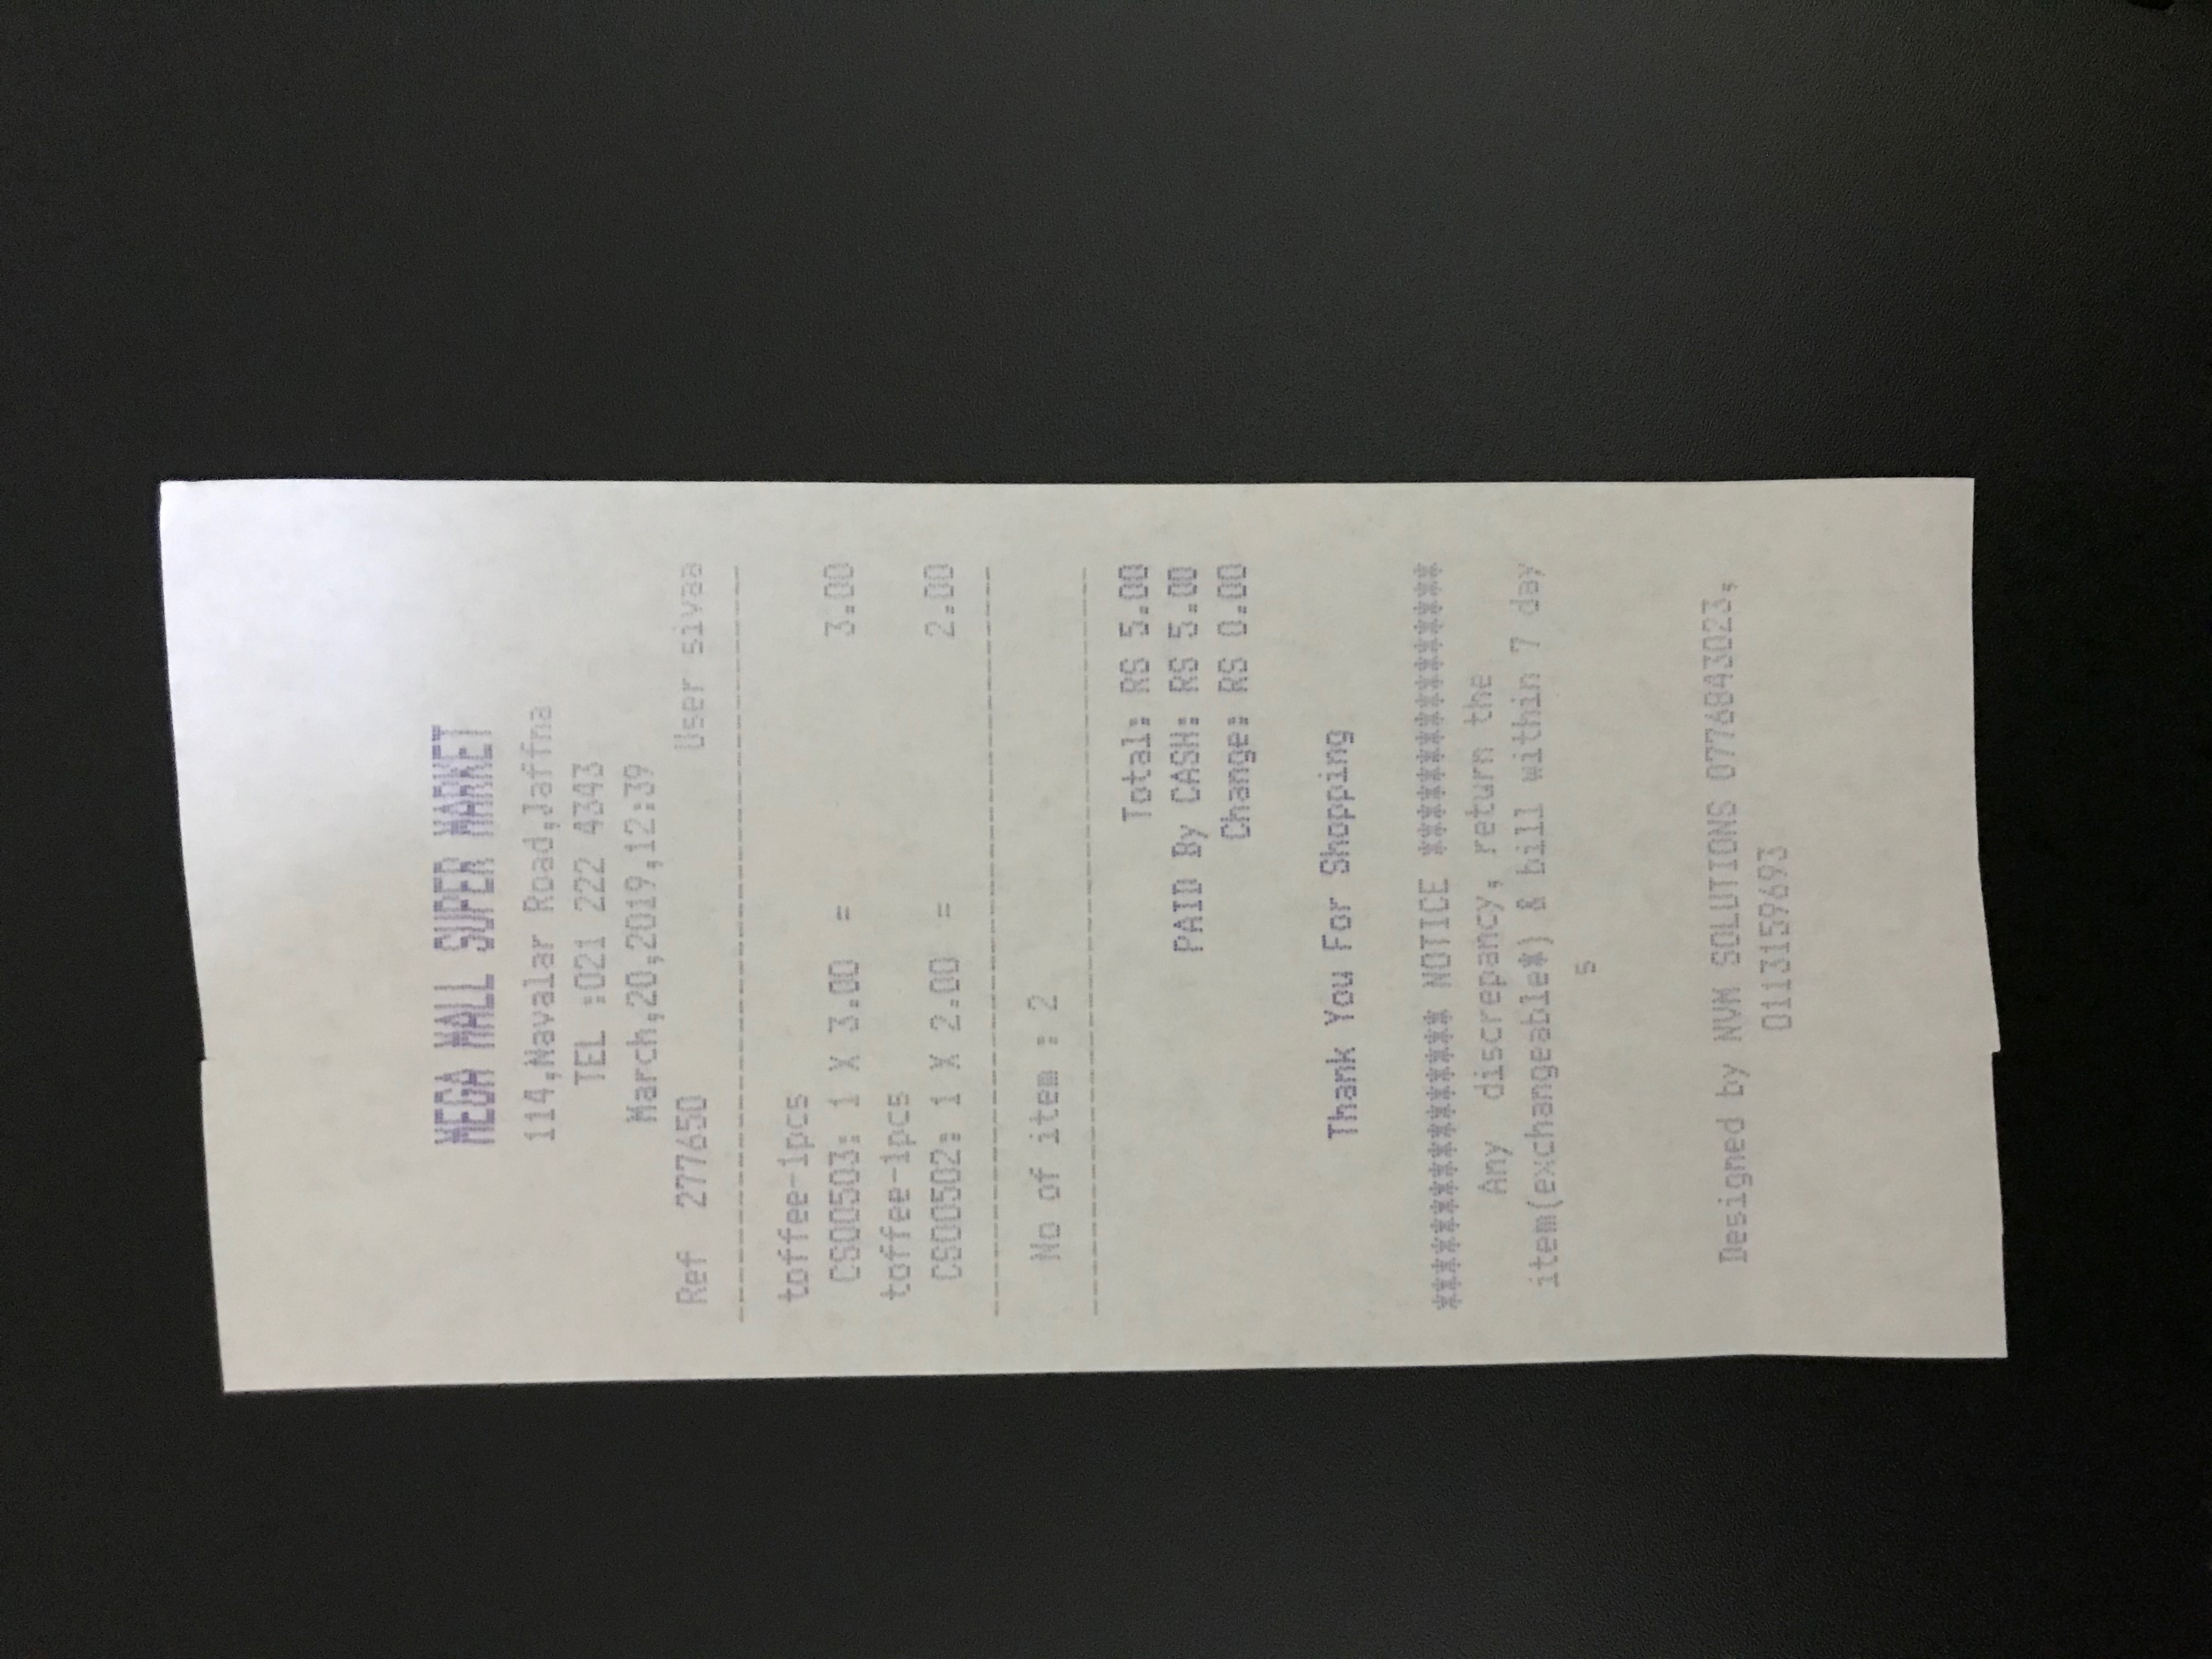 MEGA MALL SUPER MARKET
114,Navalar Road,Jaffna
TEL :021 222 4343
March,20,2019,12:39
Ref 277650 User sivaa
toffee-1pcs
CS00503: 1 X 3.00 = 3.00
toffee-1pcs
CS00502: 1 X 2.00 = 2.00
No of item : 2
Total: RS 5.00
PAID By CASH: RS 5.00
Change: RS 0.00
Thank You For Shopping
**************** NOTICE ****************
Any discrepancy, return the
item(exchangeable*) & bill within 7 day
s
Designed by NVM SOLUTIONS 0776843023,
0113159693